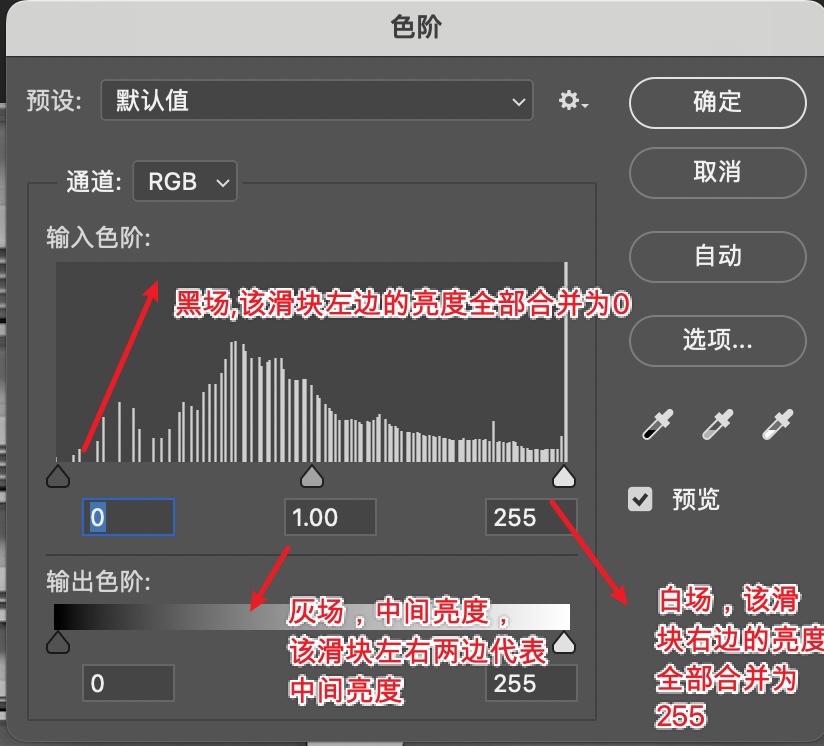 色阶
预设: 默认值
确定
取消
通道: RGB
输入色阶:
自动
黑场,该滑块左边的亮度全部合并为0
选项...
预览
0 1.00 255
输出色阶:
灰场，中间亮度，
该滑块左右两边代表
中间亮度
白场，该滑
块右边的亮度
全部合并为
255
0 255